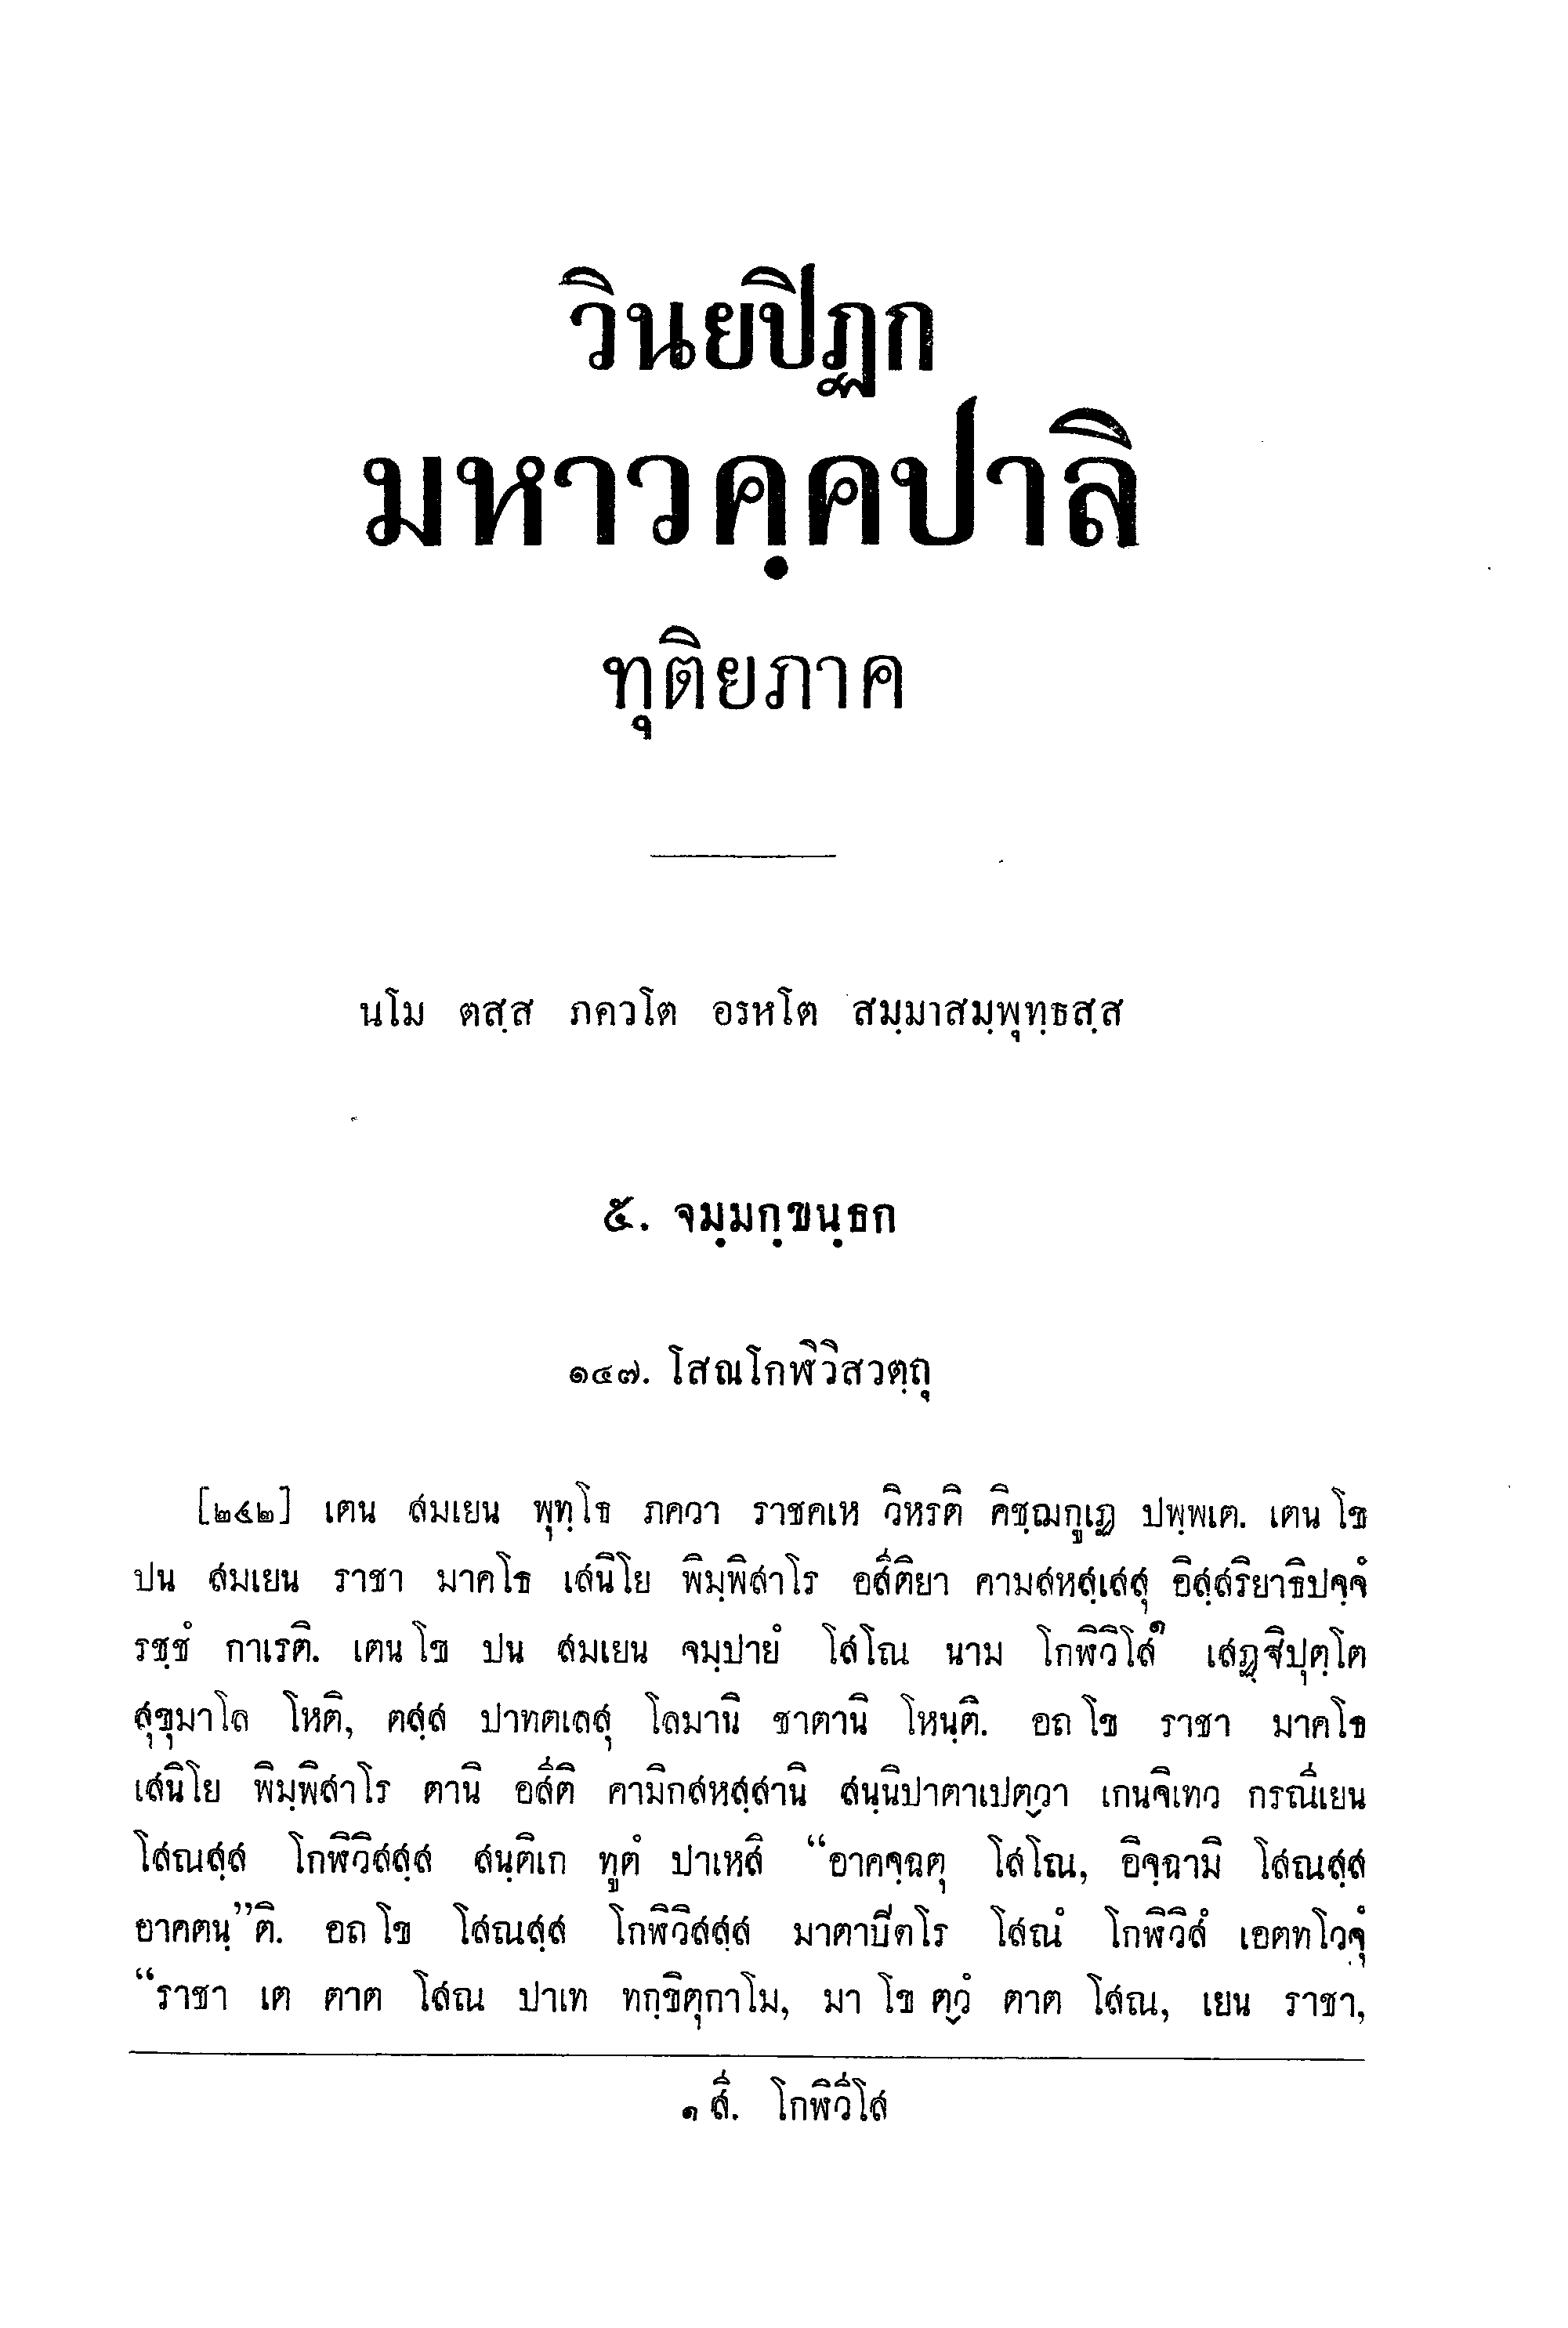 วินยปิฏก
มหาวคฺคปาลิ
ทุติยภาค
นโม ตสฺส ภควโต อรหโต สมฺมาสมฺพุทฺธสฺส
๕. จมฺมกฺขนฺธก
๑๔๗. โสณโกฬิวิสวตฺถุ
[๒๔๒] เตน สมเยน พุทฺโธ ภควา ราชคเห วิหรติ คิชฺฌกูเฏ ปพฺพเต. เตน โข
ปน สมเยน ราชา มาคโธ เสนิโย พิมฺพิสาโร อสีติยา คามสหสฺเสสุ อิสฺสริยาธิปจฺจํ
รชฺชํ กาเรติ. เตน โข ปน สมเยน จมฺปายํ โสโณ นาม โกฬิวิโส๑ เสฏฺฐิปุตฺโต
สุขุมาโล โหติ, ตสฺส ปาทตเลสุ โลมานิ ชาตานิ โหนฺติ. อถ โข ราชา มาคโธ
เสนิโย พิมฺพิสาโร ตานิ อสีติ คามิกสหสฺสานิ สนฺนิปาตาเปตฺวา เกนจิเทว กรณีเยน
โสณสฺส โกฬิวิสสฺส สนฺติเก ทูตํ ปาเหสิ “อาคจฺฉตุ โสโณ, อิจฺฉามิ โสณสฺส
อาคตนฺ”ติ. อถ โข โสณสฺส โกฬิวิสสฺส มาตาปิตโร โสณํ โกฬิวิสํ เอตทโวจุํ
“ราชา เต ตาต โสณ ปาเท ทกฺขิตุกาโม, มา โข ตฺวํ ตาต โสณ, เยน ราชา,
๑ สี. โกฬิวีโส